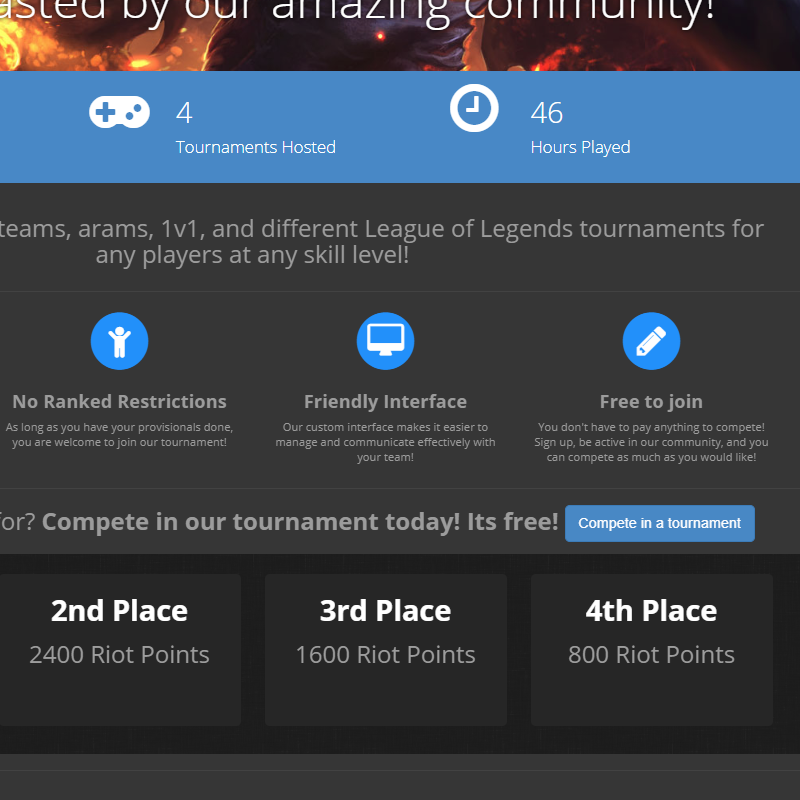 by our amazing community!
4
Tournaments Hosted
46
Hours Played
teams, arams, 1v1, and different League of Legends tournaments for
any players at any skill level!
No Ranked Restrictions
As long as you have your provisionals done,
you are welcome to join our tournament!
Friendly Interface
Our custom interface makes it easier to
manage and communicate effectively with
your team!
Free to join
You don't have to pay anything to compete!
Sign up, be active in our community, and you
can compete as much as you would like!
for? Compete in our tournament today! Its free!
Compete in a tournament
2nd Place
2400 Riot Points
3rd Place
1600 Riot Points
4th Place
800 Riot Points